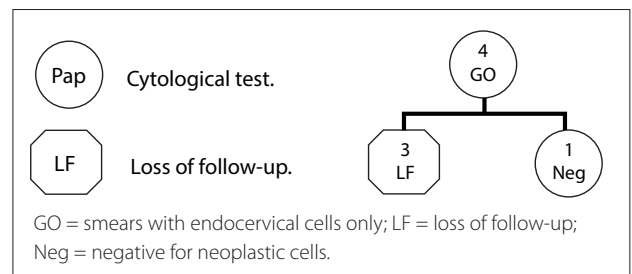 Pap
Cytological test.
4
GO
LF
Loss of follow-up.
3
LF
1
Neg
GO = smears with endocervical cells only; LF = loss of follow-up;
Neg = negative for neoplastic cells.